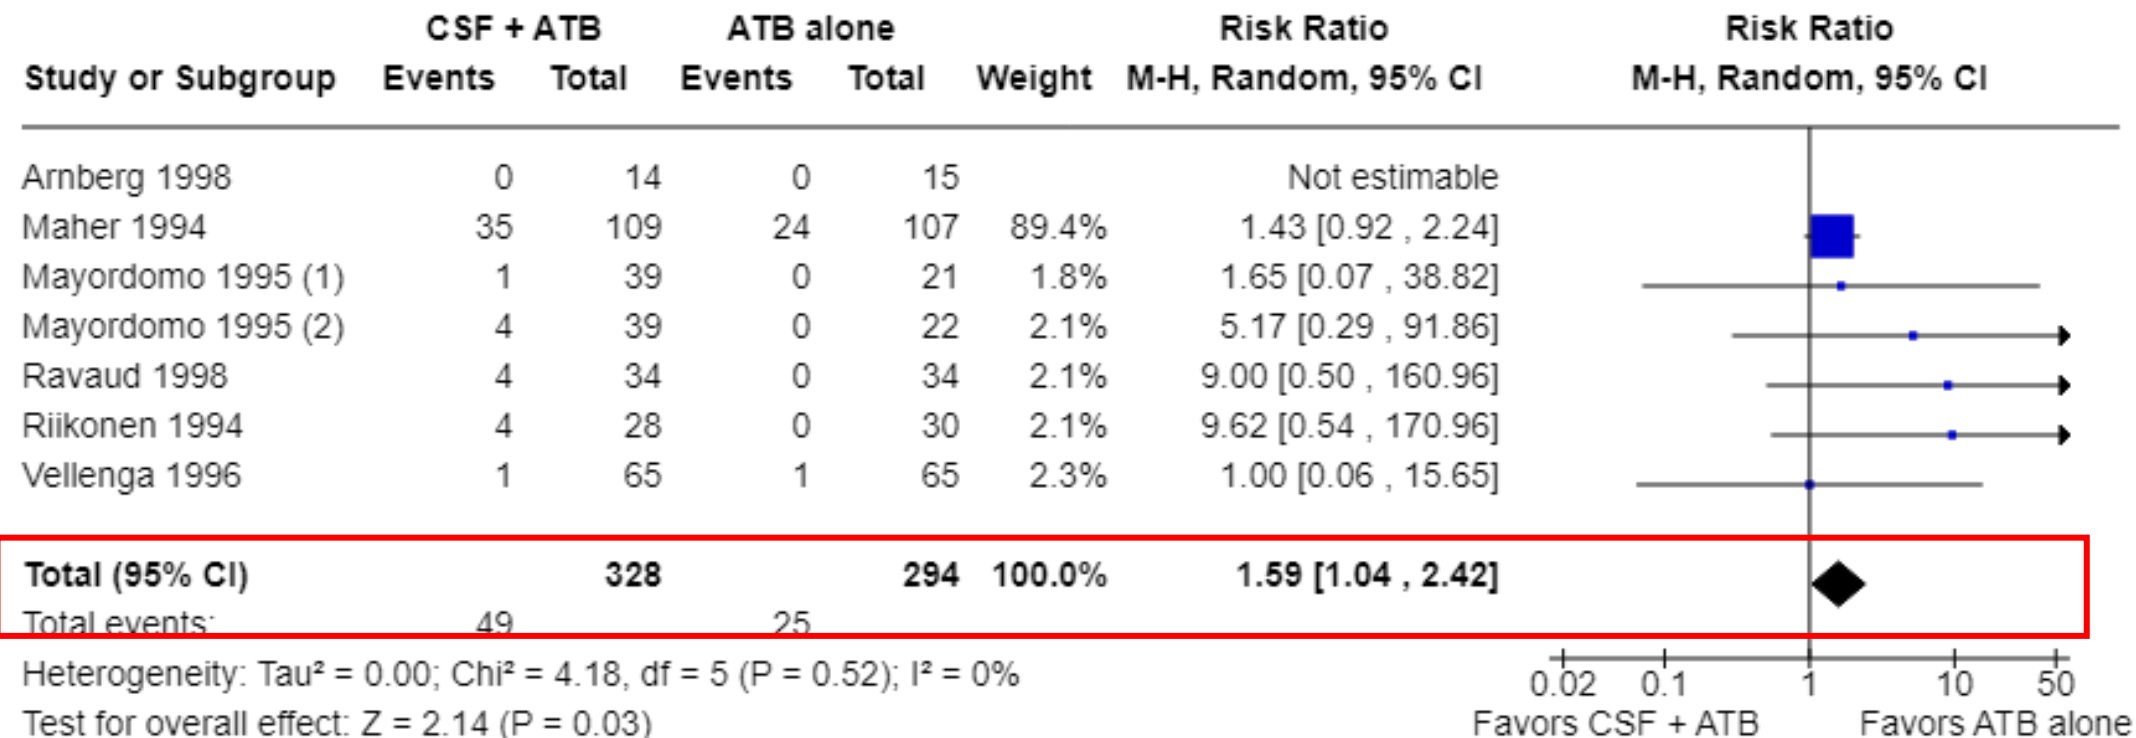 CSF + ATB ATB alone Risk Ratio Risk Ratio
Study or Subgroup Events Total Events Total Weight M-H, Random, 95% CI M-H, Random, 95% CI
Arnberg 1998 0 14 0 15 Not estimable
Maher 1994 35 109 24 107 89.4% 1.43 [0.92 , 2.24]
Mayordomo 1995 (1) 1 39 0 21 1.8% 1.65 [0.07 , 38.82]
Mayordomo 1995 (2) 4 39 0 22 2.1% 5.17 [0.29 , 91.86]
Ravaud 1998 4 34 0 34 2.1% 9.00 [0.50 , 160.96]
Riikonen 1994 4 28 0 30 2.1% 9.62 [0.54 , 170.96]
Vellenga 1996 1 65 1 65 2.3% 1.00 [0.06 , 15.65]
Total (95% CI) 328 294 100.0% 1.59 [1.04 , 2.42]
Total events: 49 25
Heterogeneity: Tau² = 0.00; Chi² = 4.18, df = 5 (P = 0.52); I² = 0%
0.02 0.1 1 10 50
Test for overall effect: Z = 2.14 (P = 0.03)
Favors CSF + ATB Favors ATB alone